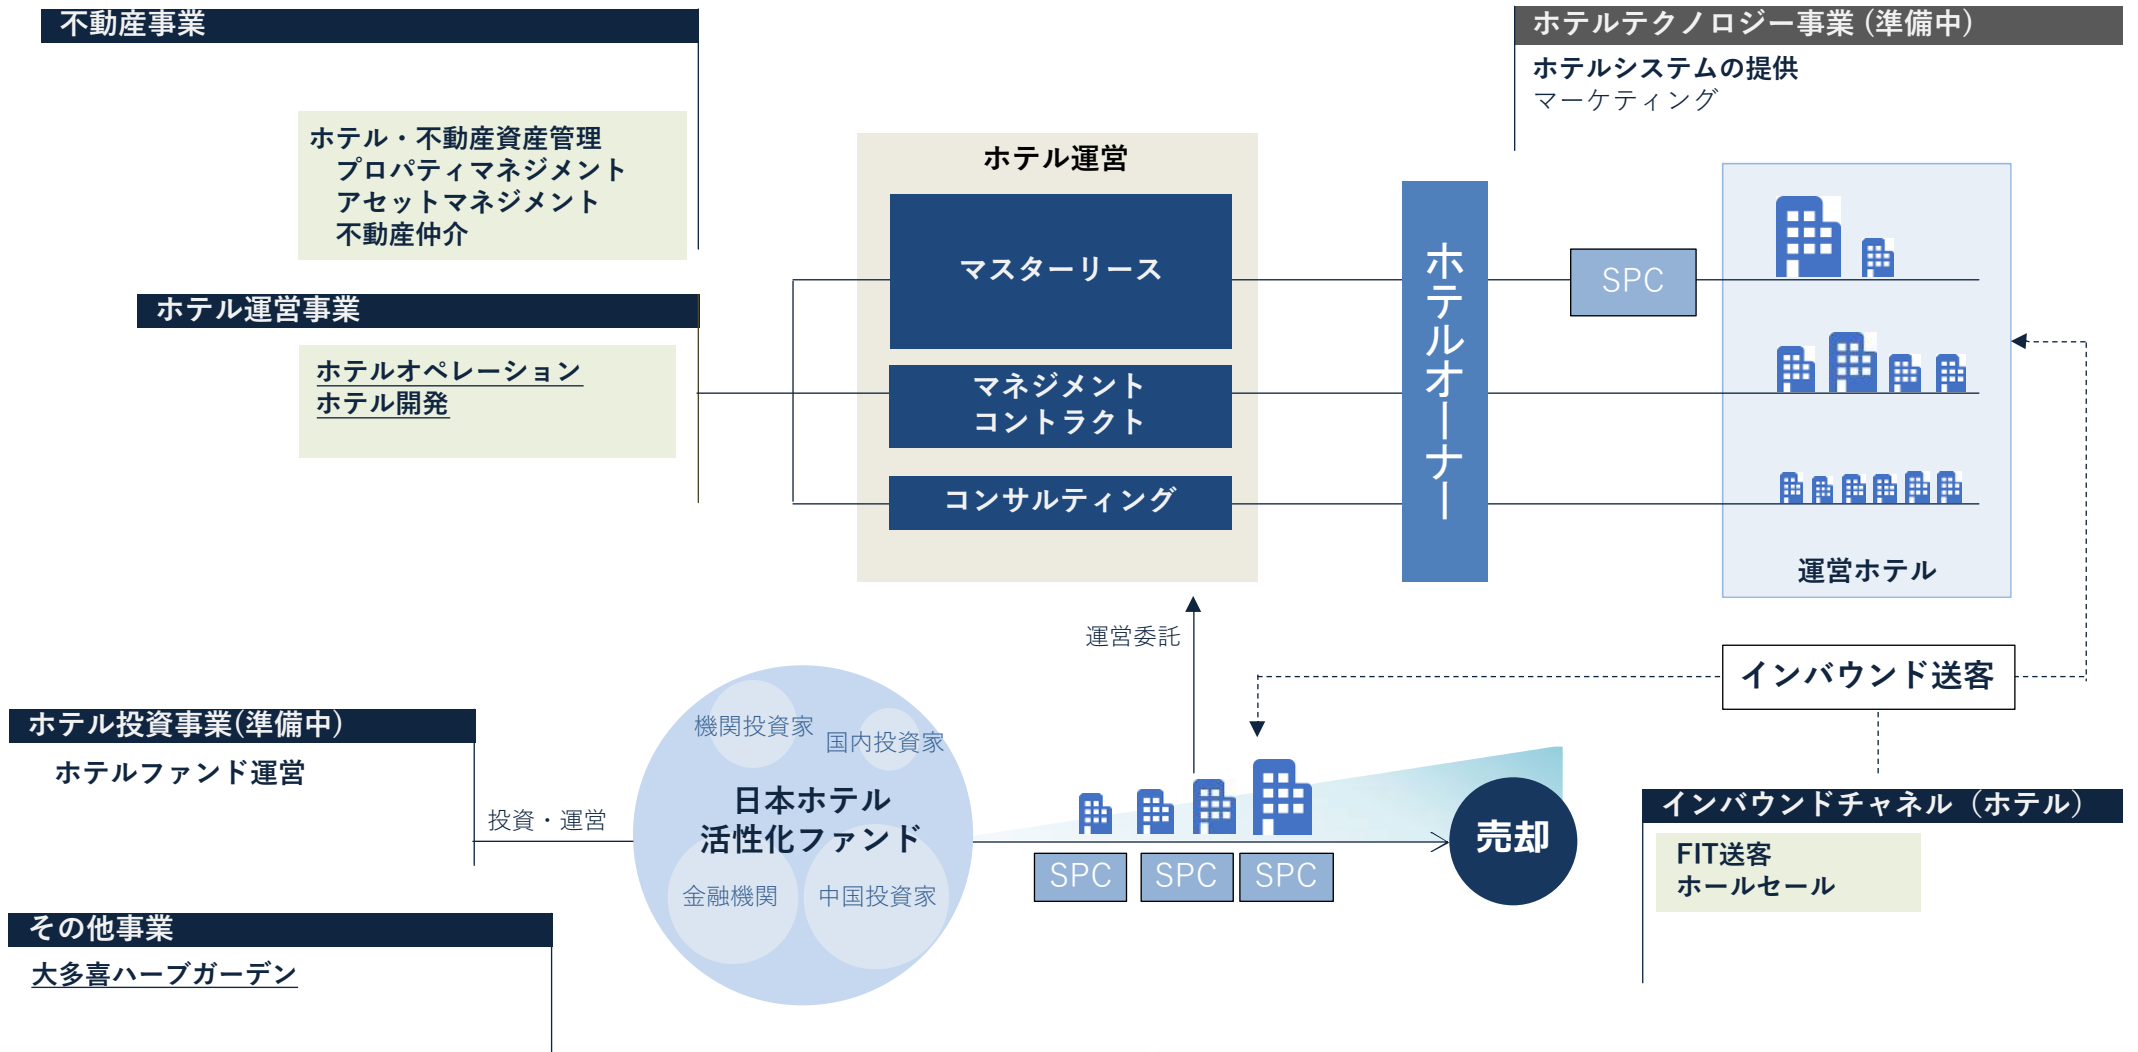 不動産事業
ホテル・不動産資産管理
プロパティマネジメント
アセットマネジメント
不動産仲介
ホテル運営事業
ホテルオペレーション
ホテル開発
ホテル運営
マスターリース
マネジメント
コントラクト
コンサルティング
ホテルオーナー
ホテルテクノロジー事業 (準備中)
ホテルシステムの提供
マーケティング
SPC
運営ホテル
運営委託
インバウンド送客
ホテル投資事業(準備中)
ホテルファンド運営
投資・運営
機関投資家
国内投資家
日本ホテル
活性化ファンド
金融機関
中国投資家
SPC
SPC
SPC
売却
インバウンドチャネル（ホテル）
FIT送客
ホールセール
その他事業
大多喜ハーブガーデン